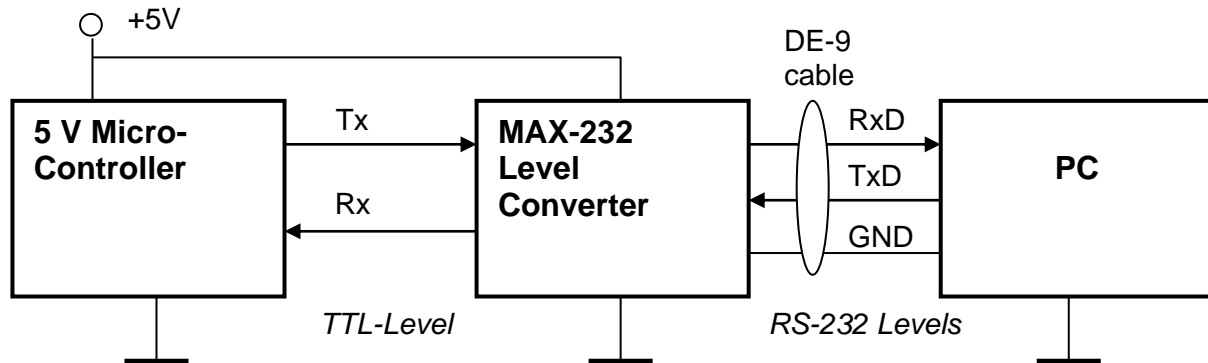 +5V
DE-9
cable
5 V Micro-
Controller
Tx
Rx
MAX-232
Level
Converter
RxD
TxD
GND
PC
TTL-Level
RS-232 Levels